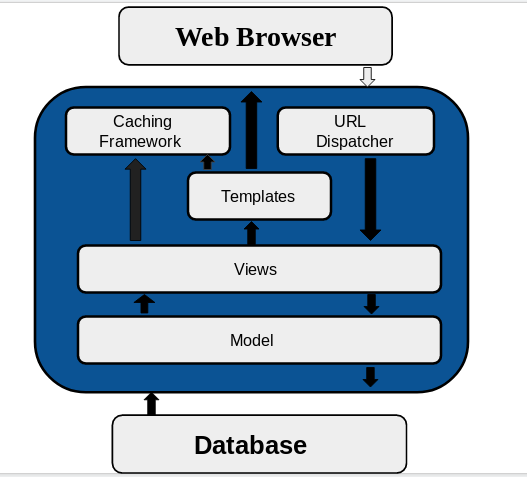 Web Browser
Caching
Framework
URL
Dispatcher
Templates
Views
Model
Database